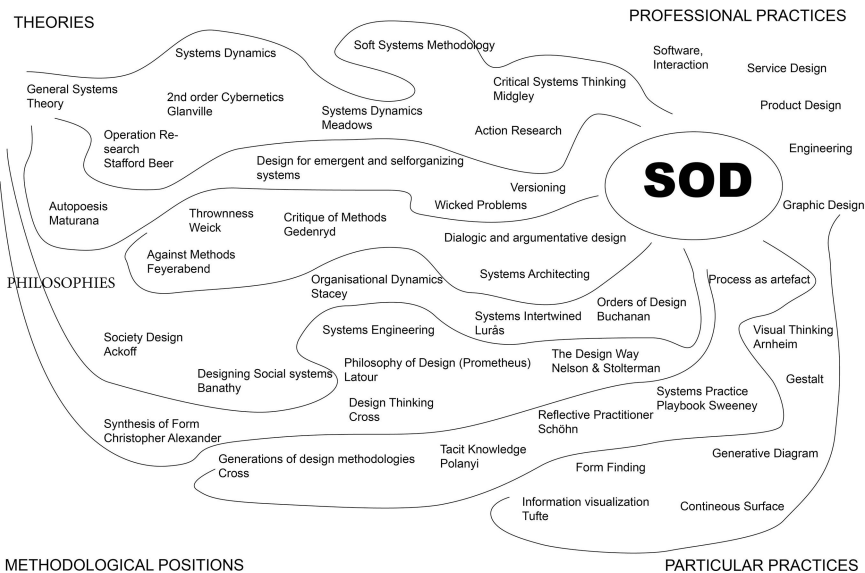 THEORIES
PROFESSIONAL PRACTICES
Systems Dynamics
Soft Systems Methodology
Software,
Interaction
Service Design
General Systems
Theory
2nd order Cybernetics
Glanville
Systems Dynamics
Meadows
Critical Systems Thinking
Midgley
Product Design
Operation Re-
search
Stafford Beer
Action Research
Engineering
Design for emergent and selforganizing
systems
SOD
Versioning
Wicked Problems
Graphic Design
Autopoesis
Maturana
Thrownness
Weick
Critique of Methods
Gedenryd
Dialogic and argumentative design
Against Methods
Feyerabend
PHILOSOPHIES
Organisational Dynamics
Stacey
Systems Architecting
Process as artefact
Orders of Design
Buchanan
Systems Intertwined
Lurås
Systems Engineering
Visual Thinking
Arnheim
Society Design
Ackoff
Philosophy of Design (Prometheus)
Latour
The Design Way
Nelson & Stolterman
Designing Social systems
Banathy
Gestalt
Design Thinking
Cross
Systems Practice
Playbook Sweeney
Reflective Practitioner
Schöhn
Synthesis of Form
Christopher Alexander
Generations of design methodologies
Cross
Tacit Knowledge
Polanyi
Form Finding
Generative Diagram
Information visualization
Tufte
Contineous Surface
METHODOLOGICAL POSITIONS
PARTICULAR PRACTICES